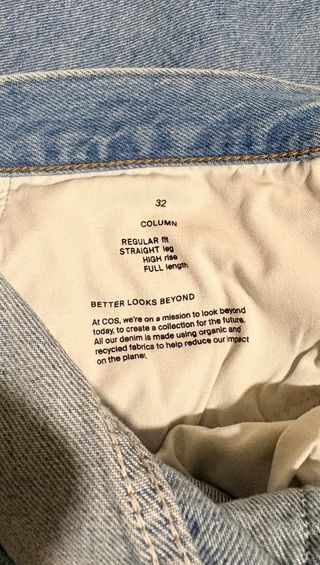 32
COLUMN
REGULAR fit
STRAIGHT leg
HIGH rise
FULL length
BETTER LOOKS BEYOND
At COS, we're on a mission to look beyond
today, to create a collection for the future.
All our denim is made using organic and
recycled fabrics to help reduce our impact
on the planet.